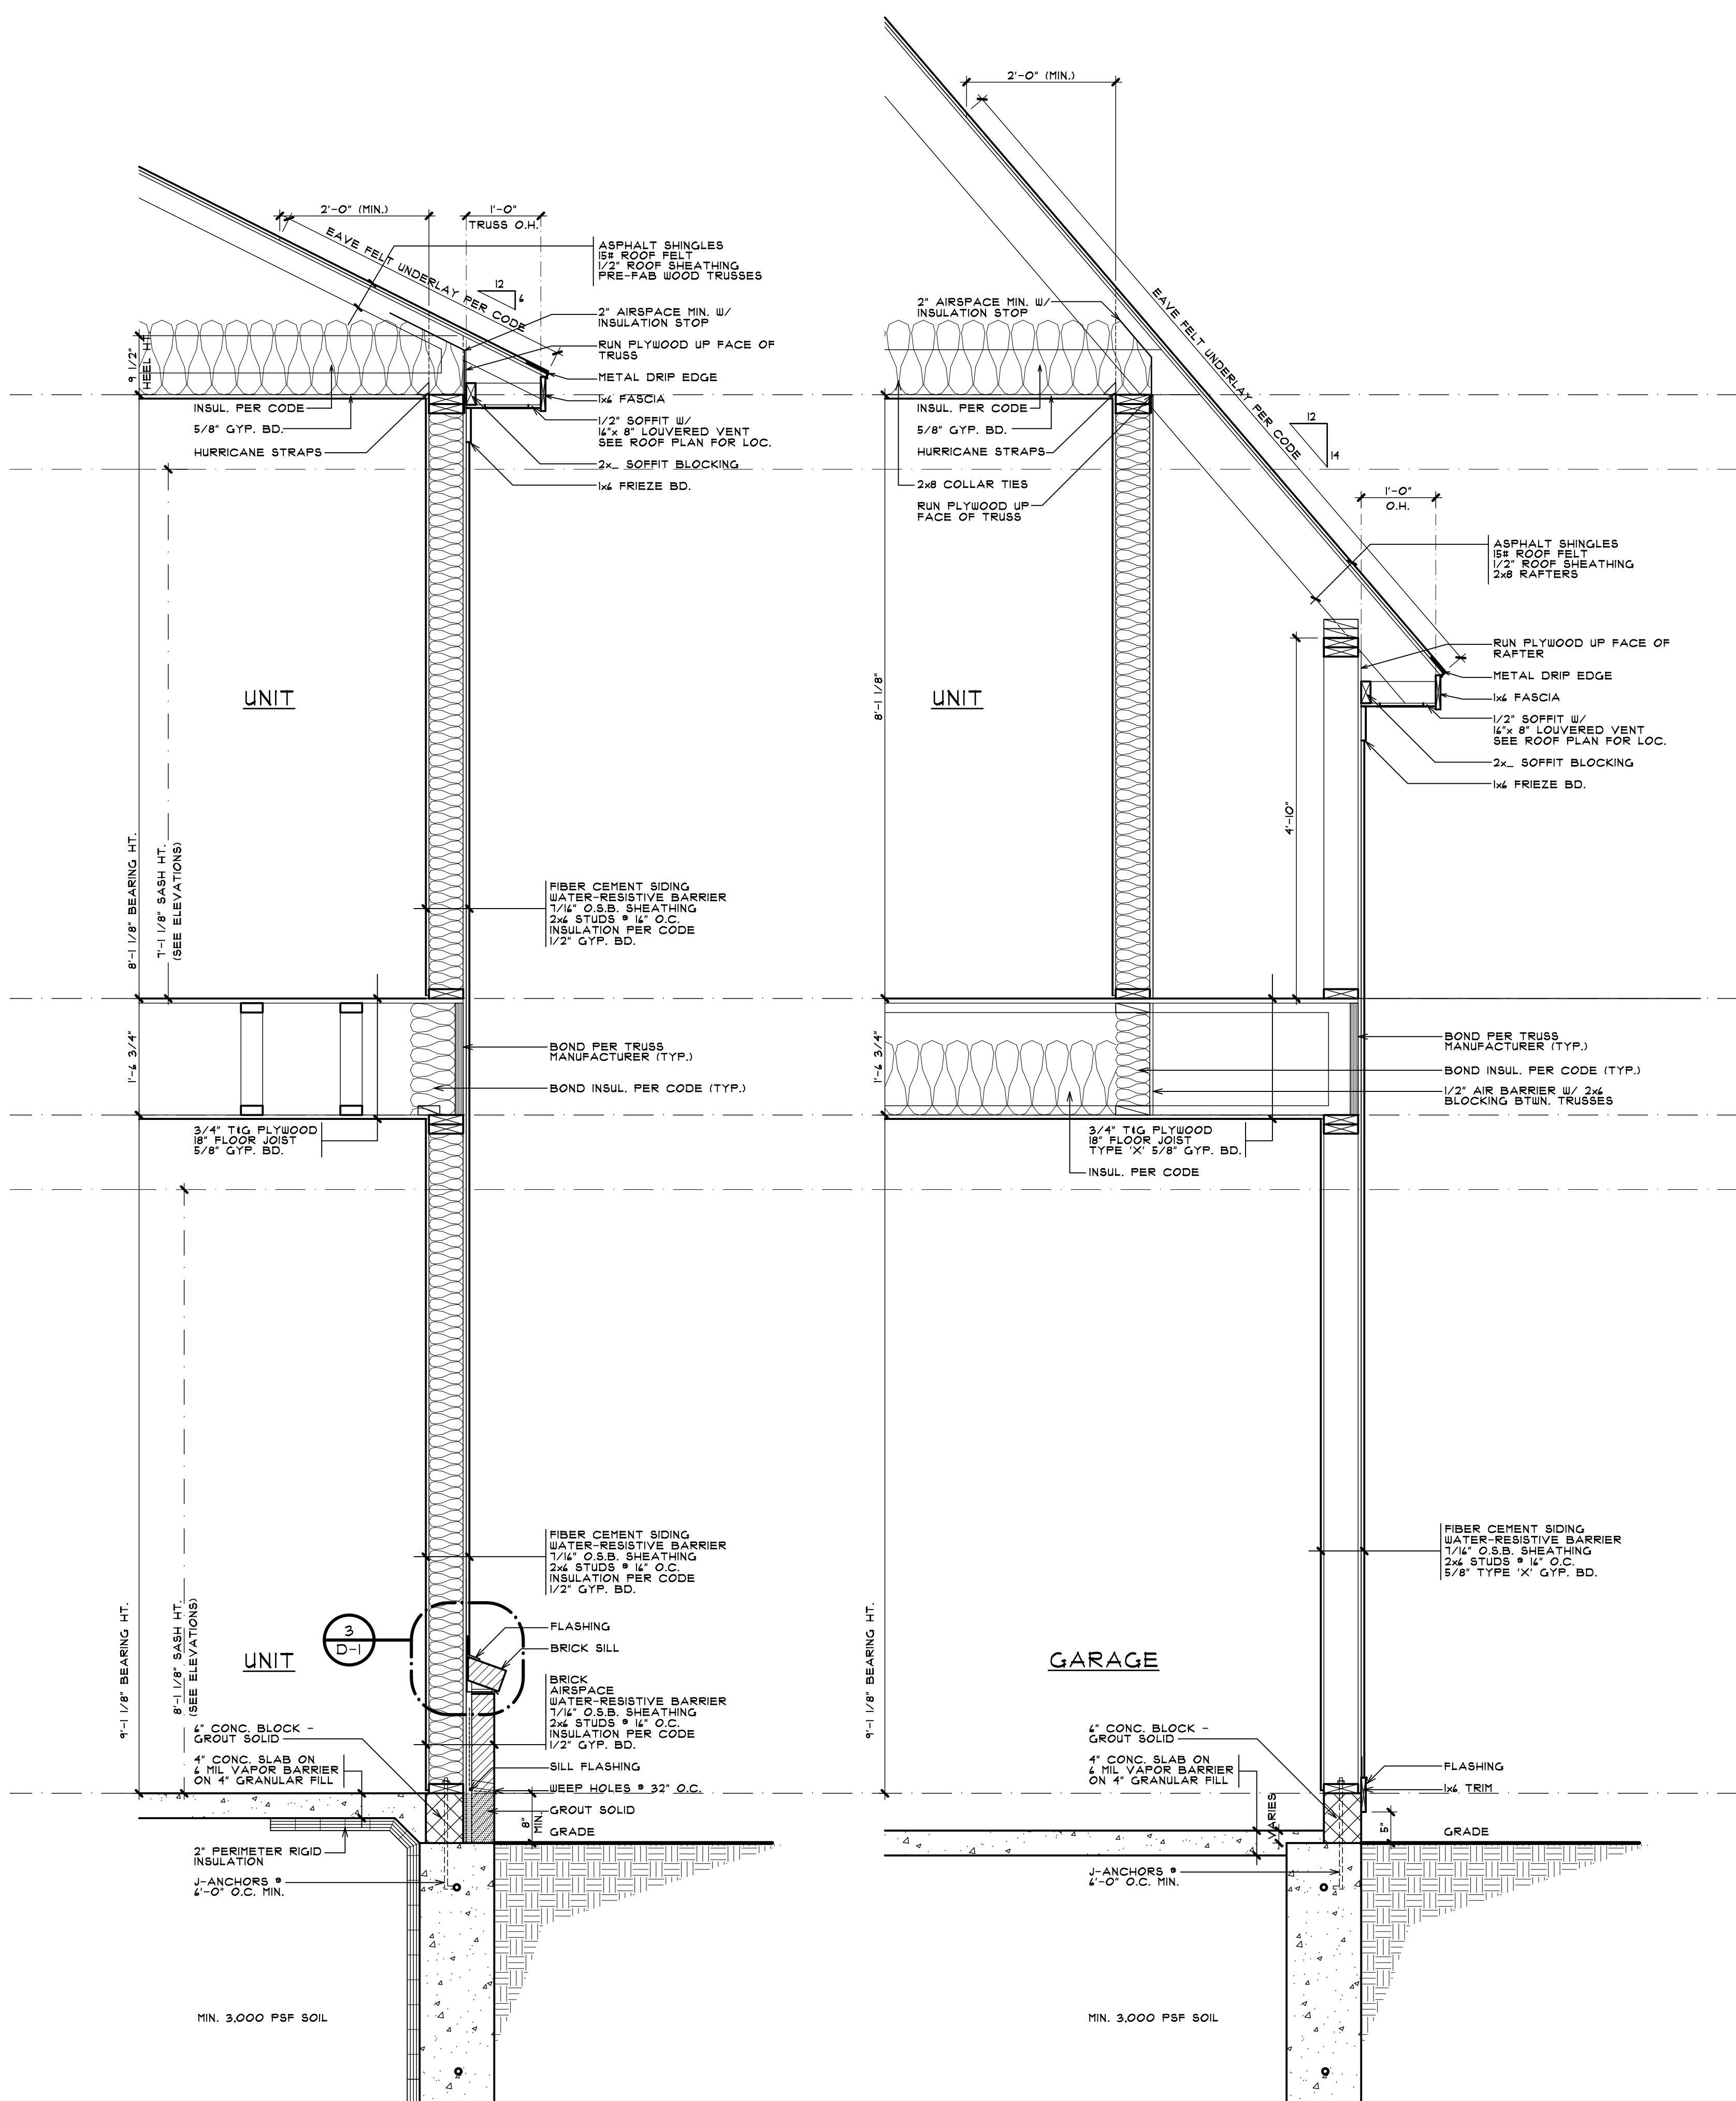 2'-0" (MIN.)
1'-0"
TRUSS O.H.
EAVE FELT UNDERLAY PER CODE
12
6
ASPHALT SHINGLES
15# ROOF FELT
1/2" ROOF SHEATHING
PRE-FAB WOOD TRUSSES
2" AIRSPACE MIN. W/
INSULATION STOP
RUN PLYWOOD UP FACE OF
TRUSS
METAL DRIP EDGE
1x6 FASCIA
1/2" SOFFIT W/
16"x 8" LOUVERED VENT
SEE ROOF PLAN FOR LOC.
2x_ SOFFIT BLOCKING
1x6 FRIEZE BD.
9 1/2"
HEEL HT.
INSUL. PER CODE
5/8" GYP. BD.
HURRICANE STRAPS
UNIT
8'-1 1/8" BEARING HT.
7'-1 1/8" SASH HT.
(SEE ELEVATIONS)
FIBER CEMENT SIDING
WATER-RESISTIVE BARRIER
7/16" O.S.B. SHEATHING
2x6 STUDS @ 16" O.C.
INSULATION PER CODE
1/2" GYP. BD.
1'-6 3/4"
BOND PER TRUSS
MANUFACTURER (TYP.)
BOND INSUL. PER CODE (TYP.)
3/4" T&G PLYWOOD
18" FLOOR JOIST
5/8" GYP. BD.
FIBER CEMENT SIDING
WATER-RESISTIVE BARRIER
7/16" O.S.B. SHEATHING
2x6 STUDS @ 16" O.C.
INSULATION PER CODE
1/2" GYP. BD.
9'-1 1/8" BEARING HT.
8'-1 1/8" SASH HT.
(SEE ELEVATIONS)
3
D-1
UNIT
FLASHING
BRICK SILL
BRICK
AIRSPACE
WATER-RESISTIVE BARRIER
7/16" O.S.B. SHEATHING
2x6 STUDS @ 16" O.C.
INSULATION PER CODE
1/2" GYP. BD.
SILL FLASHING
WEEP HOLES @ 32" O.C.
GROUT SOLID
GRADE
8"
MIN.
6" CONC. BLOCK -
GROUT SOLID
4" CONC. SLAB ON
6 MIL VAPOR BARRIER
ON 4" GRANULAR FILL
2" PERIMETER RIGID
INSULATION
J-ANCHORS @
6'-0" O.C. MIN.
MIN. 3,000 PSF SOIL
2'-0" (MIN.)
EAVE FELT UNDERLAY PER CODE
2" AIRSPACE MIN. W/
INSULATION STOP
INSUL. PER CODE
5/8" GYP. BD.
HURRICANE STRAPS
2x8 COLLAR TIES
RUN PLYWOOD UP
FACE OF TRUSS
12
14
1'-0"
O.H.
ASPHALT SHINGLES
15# ROOF FELT
1/2" ROOF SHEATHING
2x8 RAFTERS
RUN PLYWOOD UP FACE OF
RAFTER
METAL DRIP EDGE
1x6 FASCIA
1/2" SOFFIT W/
16"x 8" LOUVERED VENT
SEE ROOF PLAN FOR LOC.
2x_ SOFFIT BLOCKING
1x6 FRIEZE BD.
UNIT
8'-1 1/8"
4'-10"
1'-6 3/4"
BOND PER TRUSS
MANUFACTURER (TYP.)
BOND INSUL. PER CODE (TYP.)
1/2" AIR BARRIER W/ 2x6
BLOCKING BTWN. TRUSSES
3/4" T&G PLYWOOD
18" FLOOR JOIST
TYPE 'X' 5/8" GYP. BD.
INSUL. PER CODE
FIBER CEMENT SIDING
WATER-RESISTIVE BARRIER
7/16" O.S.B. SHEATHING
2x6 STUDS @ 16" O.C.
5/8" TYPE 'X' GYP. BD.
9'-1 1/8" BEARING HT.
GARAGE
6" CONC. BLOCK -
GROUT SOLID
4" CONC. SLAB ON
6 MIL VAPOR BARRIER
ON 4" GRANULAR FILL
VARIES
FLASHING
1x6 TRIM
5"
GRADE
J-ANCHORS @
6'-0" O.C. MIN.
MIN. 3,000 PSF SOIL